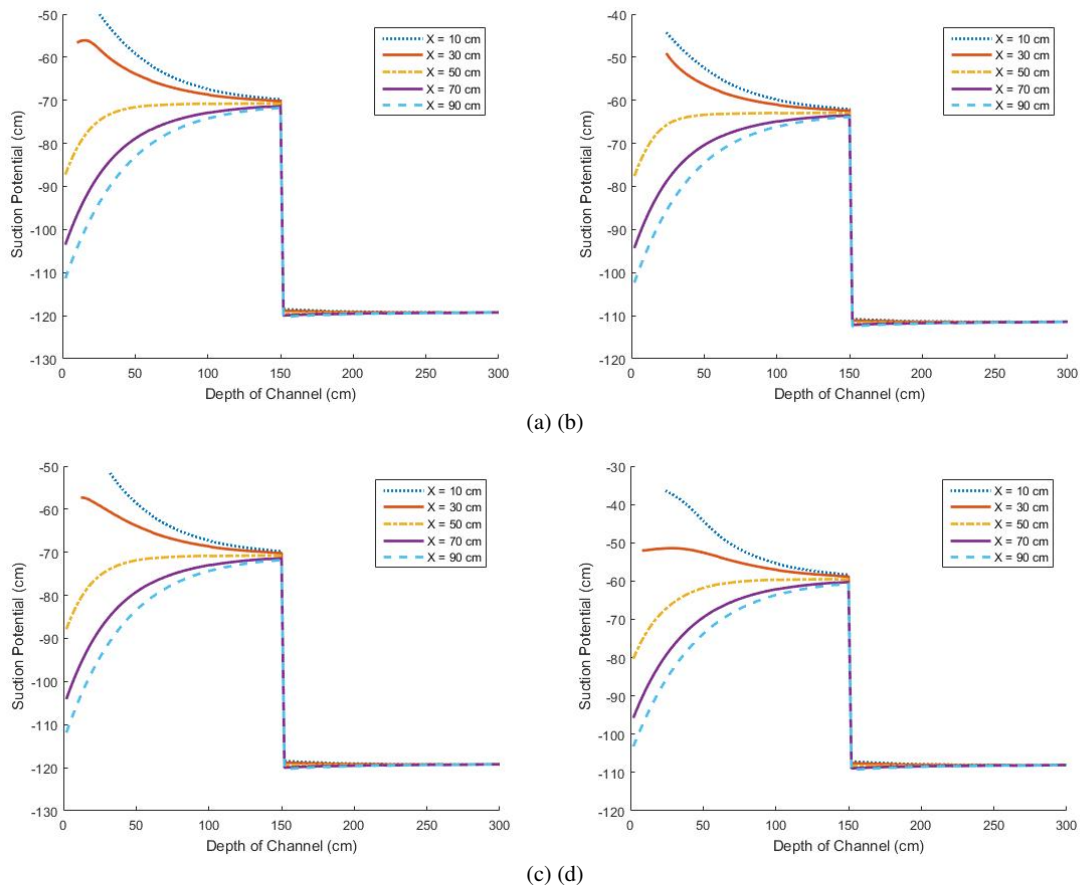 -50
-60
-70
-80
-90
-100
-110
-120
-130
Suction Potential (cm)
0 50 100 150 200 250 300
Depth of Channel (cm)
X = 10 cm
X = 30 cm
X = 50 cm
X = 70 cm
X = 90 cm
-40
-50
-60
-70
-80
-90
-100
-110
-120
Suction Potential (cm)
0 50 100 150 200 250 300
Depth of Channel (cm)
X = 10 cm
X = 30 cm
X = 50 cm
X = 70 cm
X = 90 cm
(a) (b)
-50
-60
-70
-80
-90
-100
-110
-120
-130
Suction Potential (cm)
0 50 100 150 200 250 300
Depth of Channel (cm)
X = 10 cm
X = 30 cm
X = 50 cm
X = 70 cm
X = 90 cm
-30
-40
-50
-60
-70
-80
-90
-100
-110
-120
Suction Potential (cm)
0 50 100 150 200 250 300
Depth of Channel (cm)
X = 10 cm
X = 30 cm
X = 50 cm
X = 70 cm
X = 90 cm
(c) (d)